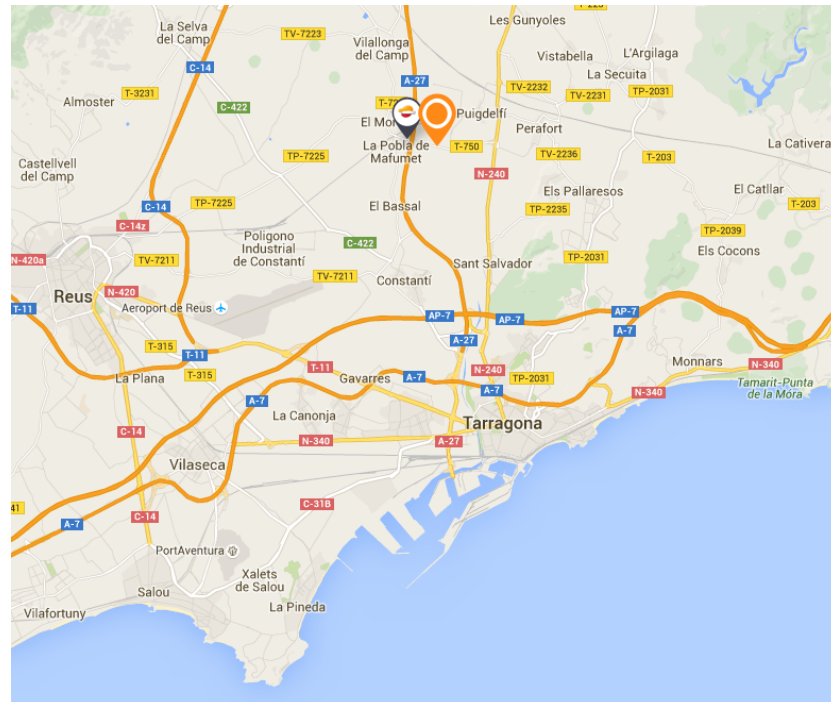 T-223
La Selva
del Camp
TV-7223
Les Gunyoles
Vilallonga
del Camp
Vistabella
L'Argilaga
C-14
A-27
La Secuita
TV-2232
TV-2231
TP-2031
T-3231
Almoster
C-422
El Mor
Puigdelfí
Perafort
La Pobla de
Mafumet
T-750
La Cativera
TP-7225
TV-2236
T-203
Castellvell
del Camp
N-240
TP-7225
Els Pallaresos
El Catllar
C-14
El Bassal
TP-2235
T-203
C-14z
TP-2039
Poligono
Industrial
de Constantí
C-422
Els Cocons
N-420a
TV-7211
Sant Salvador
TP-2031
TV-7211
Constantí
Reus
N-420
Aeroport de Reus
T-11
AP-7
AP-7
AP-7
A-7
T-315
A-27
T-11
T-11
N-240
Monnars
N-340
La Plana
T-315
Gavarres
A-7
TP-2031
A-7
N-340
Tamarit-Punta
de la Móra
A-7
La Canonja
Tarragona
C-14
N-340
A-27
Vilaseca
C-31B
41
C-14
A-7
PortAventura
Xalets
de Salou
Salou
La Pineda
Vilafortuny